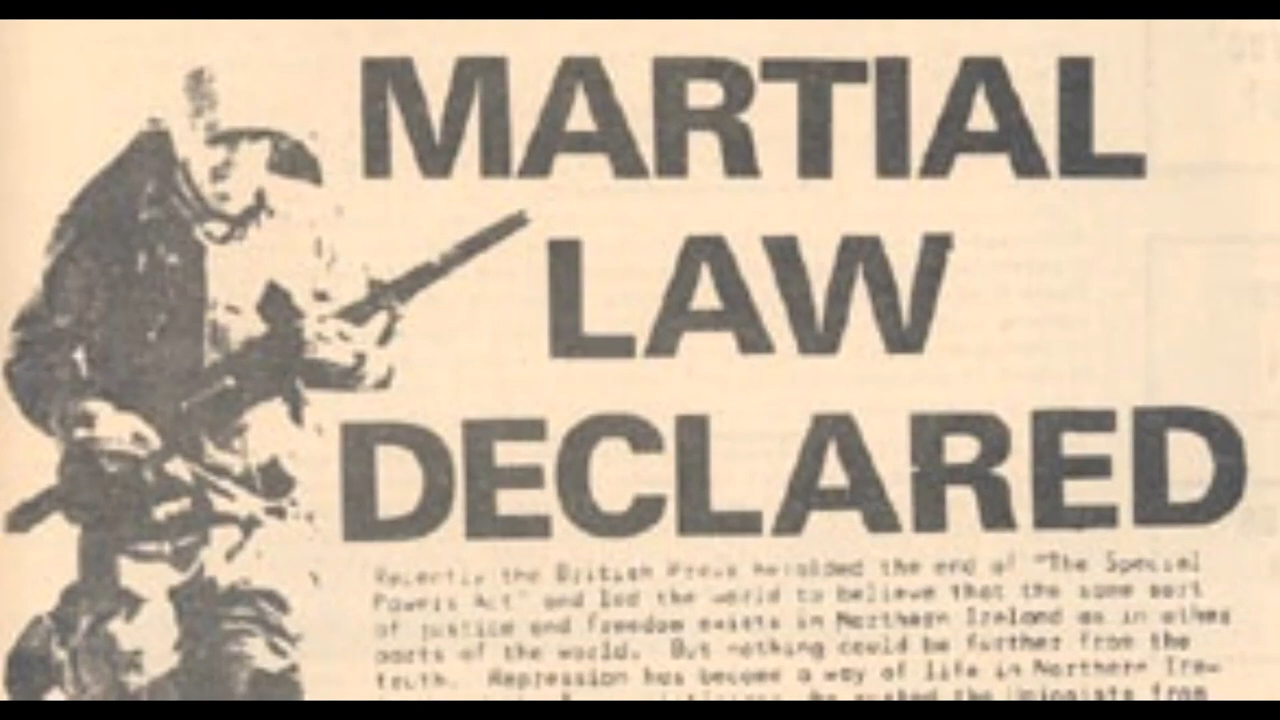 MARTIAL
LAW
DECLARED
Recently the British Press heralded the end of "The Special
Powers Act" and led the world to believe that the same sort
of justice and freedom exists in Northern Ireland as in other
parts of the world. But nothing could be further from the
truth. Repression has become a way of life in Northern Ire-
he pushed the Unionists from